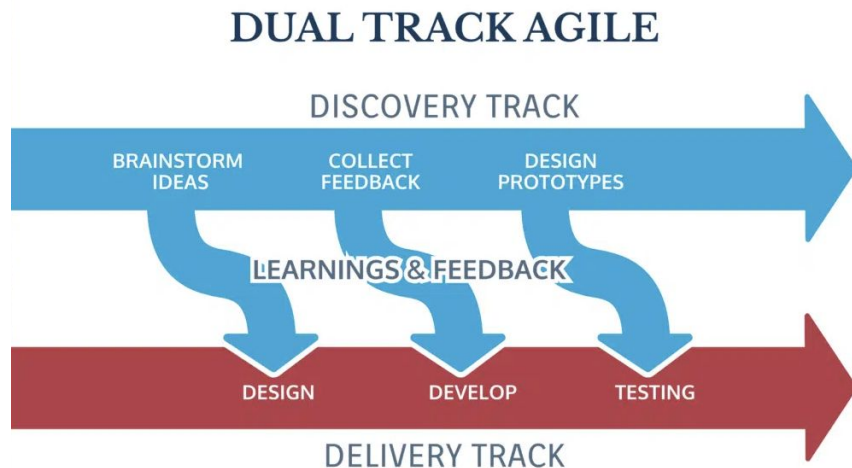 DUAL TRACK AGILE
DISCOVERY TRACK
BRAINSTORM
IDEAS
COLLECT
FEEDBACK
DESIGN
PROTOTYPES
LEARNINGS & FEEDBACK
DESIGN
DEVELOP
TESTING
DELIVERY TRACK